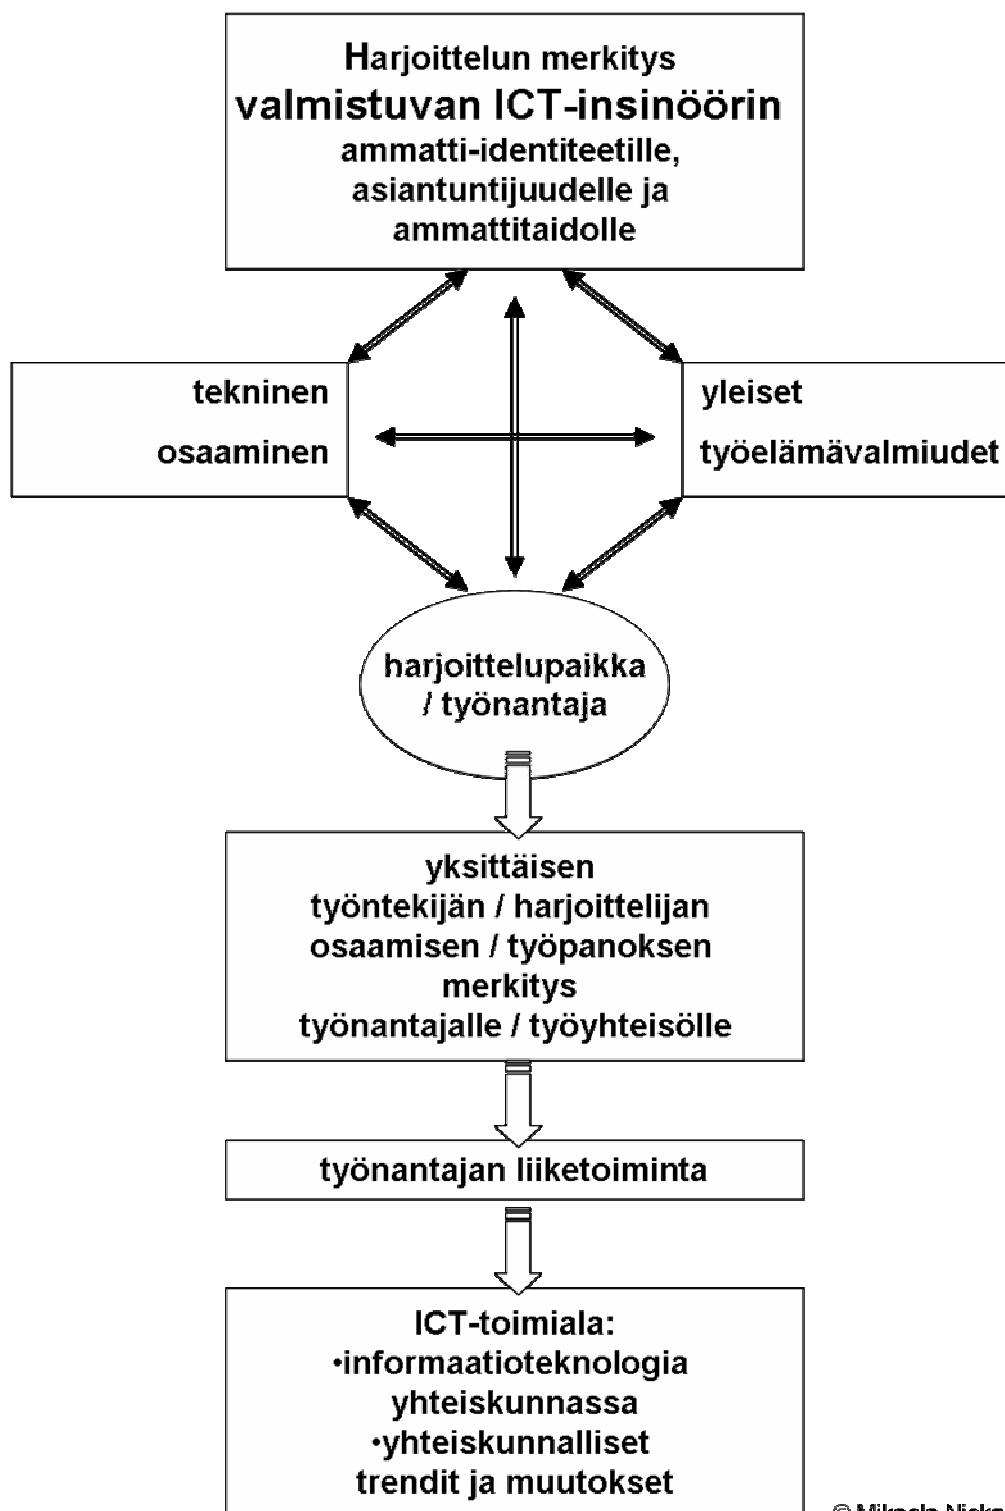 Harjoittelun merkitys
valmistuvan ICT-insinöörin
ammatti-identiteetille,
asiantuntijuudelle ja
ammattitaidolle
tekninen
osaaminen
yleiset
työelämävalmiudet
harjoittelupaikka
/ työnantaja
yksittäisen
työntekijän / harjoittelijan
osaamisen / työpanoksen
merkitys
työnantajalle / työyhteisölle
työnantajan liiketoiminta
ICT-toimiala:
•informaatioteknologia
yhteiskunnassa
•yhteiskunnalliset
trendit ja muutokset
©